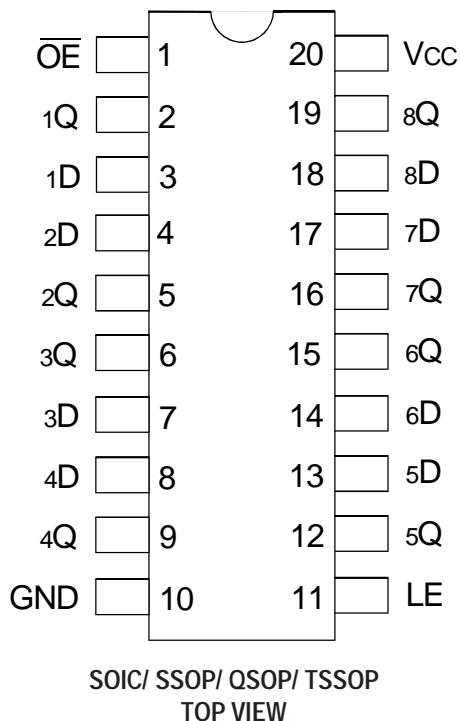 O̅E̅ 1 20 VCC
1Q 2 19 8Q
1D 3 18 8D
2D 4 17 7D
2Q 5 16 7Q
3Q 6 15 6Q
3D 7 14 6D
4D 8 13 5D
4Q 9 12 5Q
GND 10 11 LE
SOIC/ SSOP/ QSOP/ TSSOP
TOP VIEW